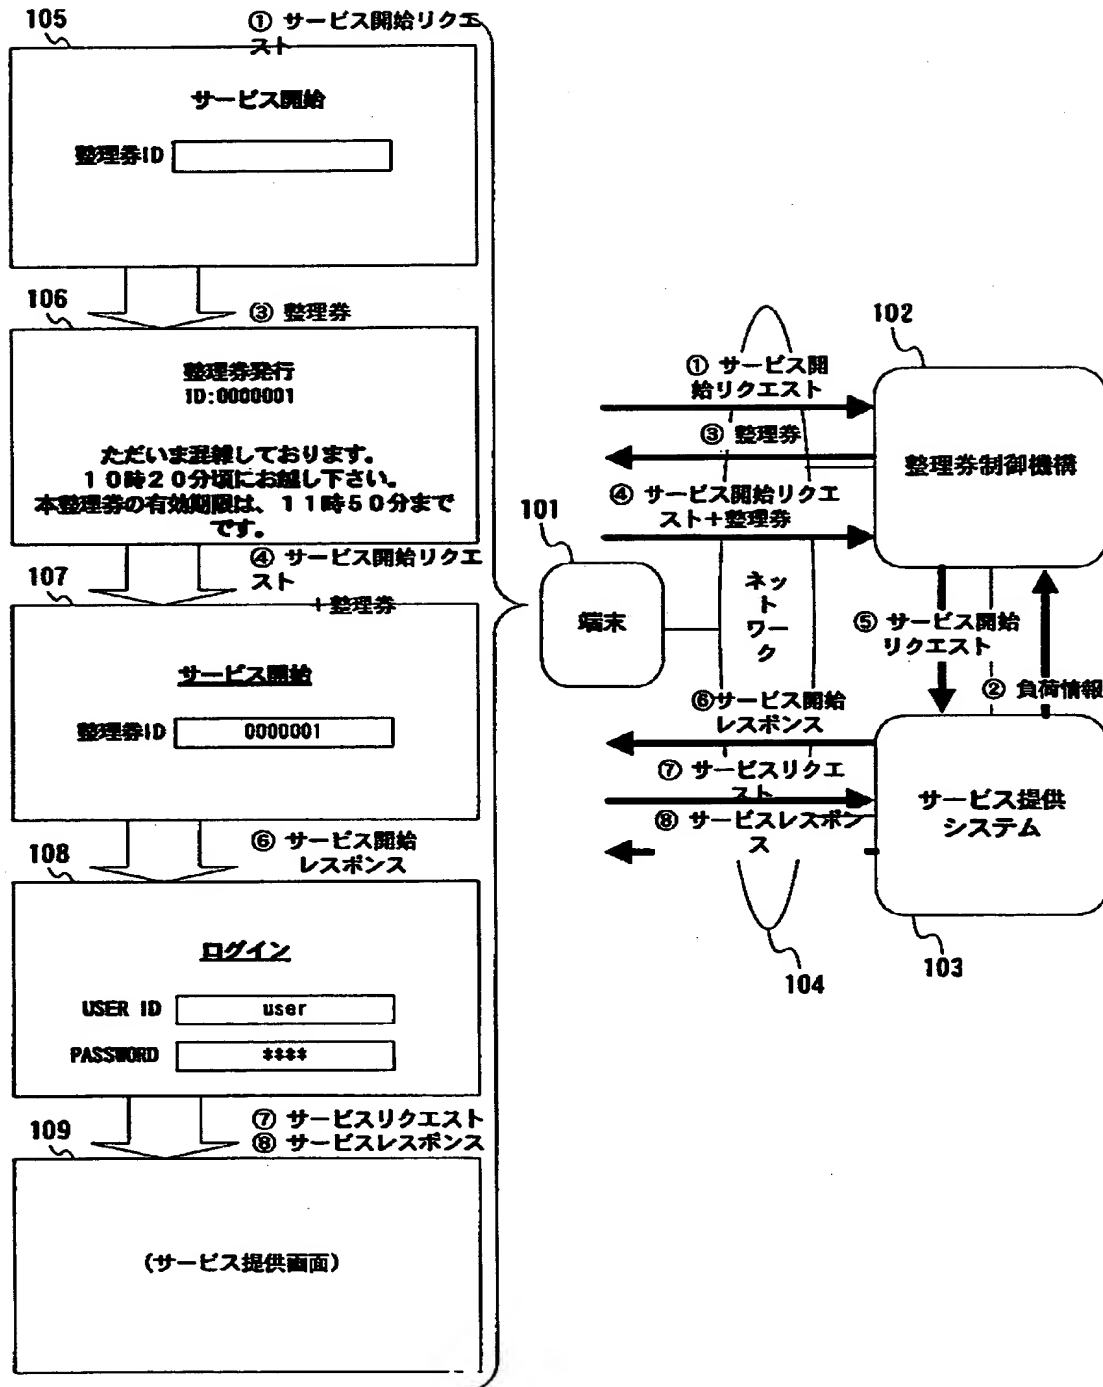 105
① サービス開始リクエ
スト
サービス開始
整理券ID
106
③ 整理券
整理券発行
ID:0000001
ただいま混雑しております。
10時20分頃にお越し下さい。
本整理券の有効期限は、11時50分まで
です。
107
④ サービス開始リクエ
スト
+整理券
サービス開始
整理券ID
0000001
108
⑥ サービス開始
レスポンス
ログイン
USER ID
user
PASSWORD
****
109
⑦ サービスリクエスト
⑧ サービスレスポンス
(サービス提供画面)
101
端末
ネッ
ト
ワー
ク
104
① サービス開
始リクエスト
③ 整理券
④ サービス開始リクエ
スト+整理券
102
整理券制御機構
⑤ サービス開始
リクエスト
② 負荷情報
⑥サービス開始
レスポンス
⑦ サービスリクエ
スト
⑧ サービスレスポン
ス
サービス提供
システム
103